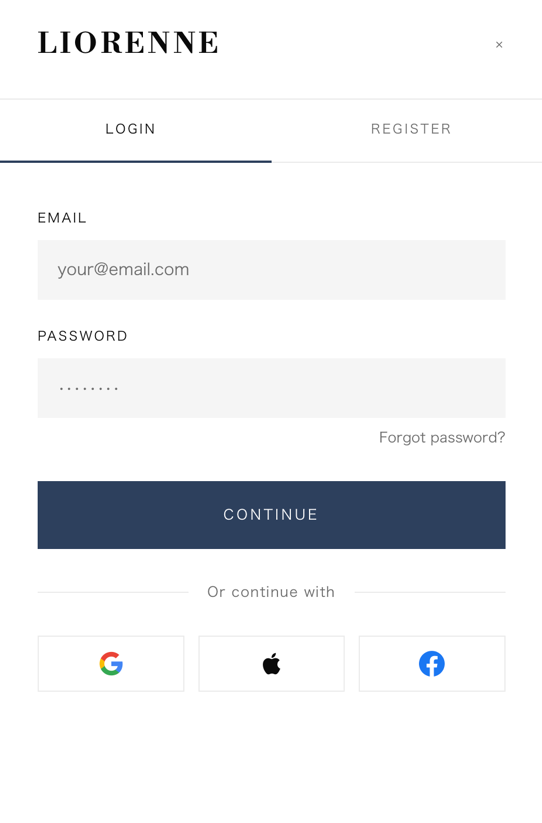 LIORENNE
×
LOGIN
REGISTER
EMAIL
your@email.com
PASSWORD
••••••••
Forgot password?
CONTINUE
Or continue with